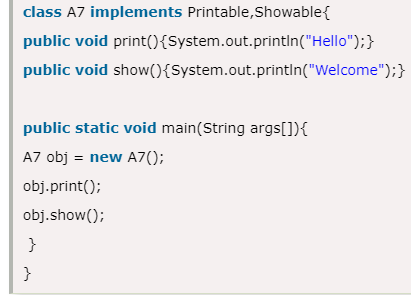 class A7 implements Printable,Showable{
public void print(){System.out.println("Hello");}
public void show(){System.out.println("Welcome");}
public static void main(String args[]){
A7 obj = new A7();
obj.print();
obj.show();
}
}